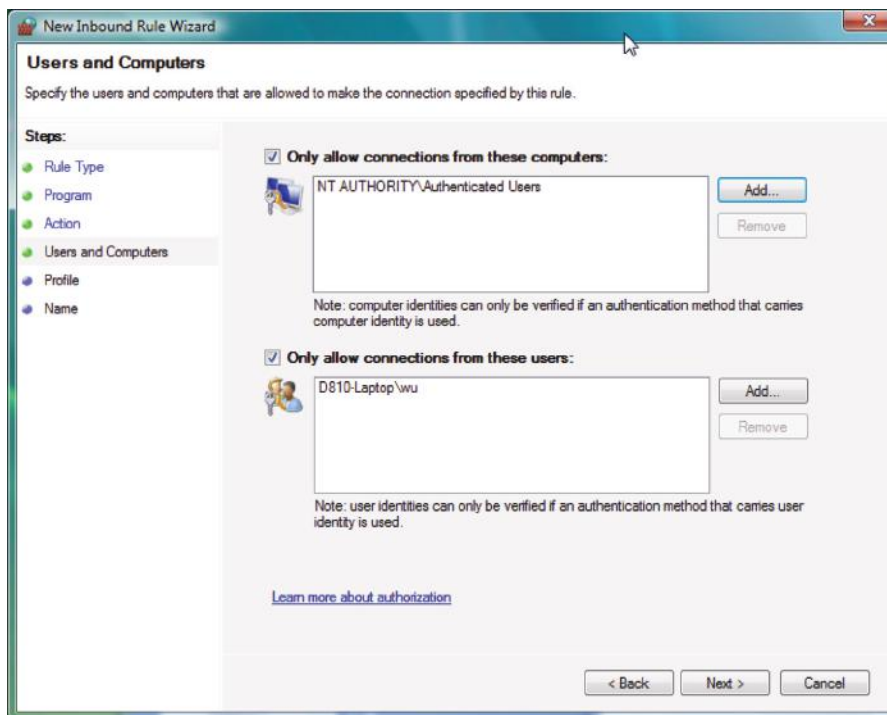 New Inbound Rule Wizard
Users and Computers
Specify the users and computers that are allowed to make the connection specified by this rule.
Steps:
Rule Type
Program
Action
Users and Computers
Profile
Name
Only allow connections from these computers:
NT AUTHORITY\Authenticated Users
Add...
Remove
Note: computer identities can only be verified if an authentication method that carries
computer identity is used.
Only allow connections from these users:
D810-Laptop\wu
Add...
Remove
Note: user identities can only be verified if an authentication method that carries user
identity is used.
Learn more about authorization
< Back
Next >
Cancel